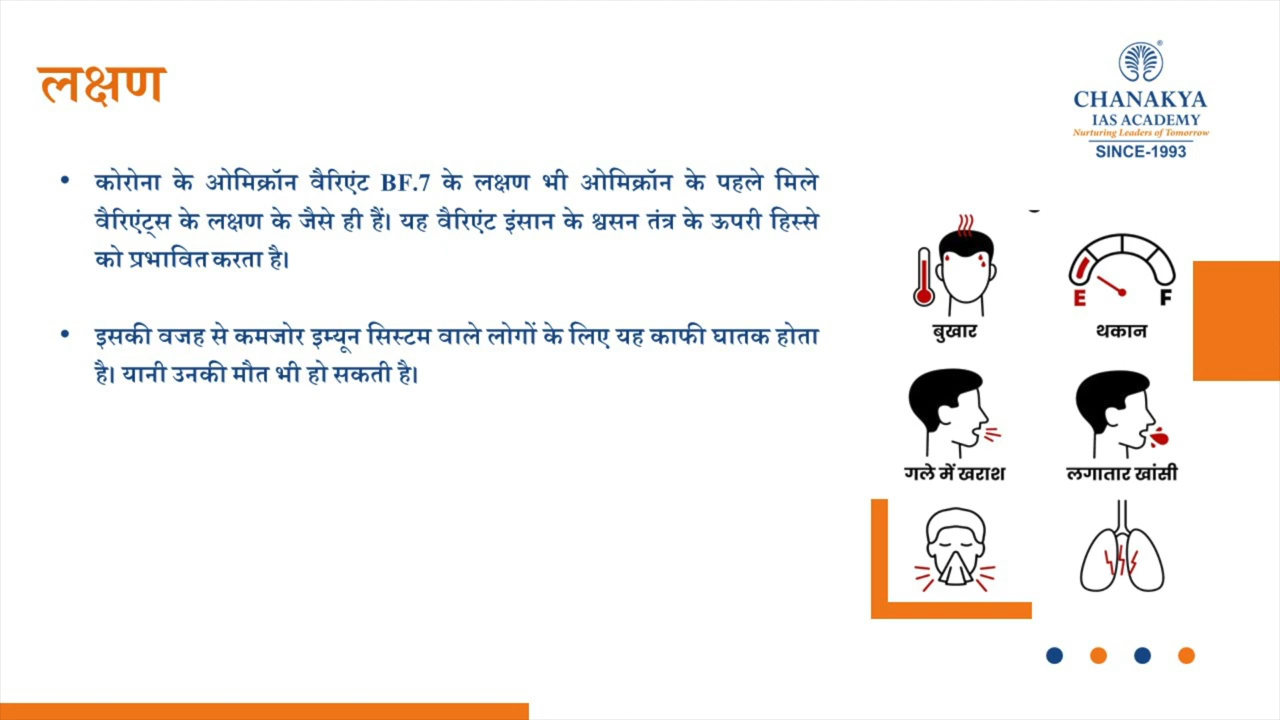 लक्षण
CHANAKYA
IAS ACADEMY
Nurturing Leaders of Tomorrow
SINCE-1993
• कोरोना के ओमिक्रॉन वैरिएंट BF.7 के लक्षण भी ओमिक्रॉन के पहले मिले
वैरिएंट्स के लक्षण के जैसे ही हैं। यह वैरिएंट इंसान के श्वसन तंत्र के ऊपरी हिस्से
को प्रभावित करता है।
• इसकी वजह से कमजोर इम्यून सिस्टम वाले लोगों के लिए यह काफी घातक होता
है। यानी उनकी मौत भी हो सकती है।
E F
बुखार थकान
गले में खराश लगातार खांसी